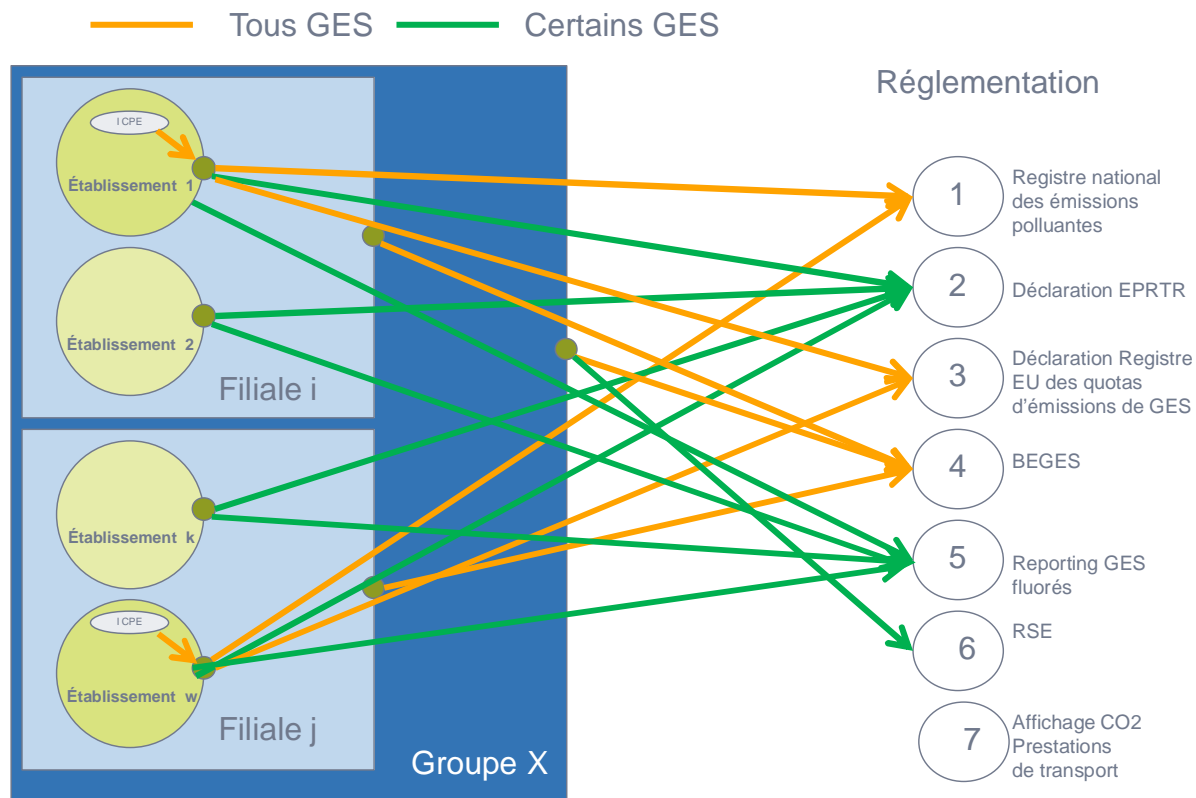 Tous GES
Certains GES
Réglementation
ICPE
Établissement 1
Établissement 2
Filiale i
Établissement k
ICPE
Établissement w
Filiale j
Groupe X
1
Registre national
des émissions
polluantes
2
Déclaration EPRTR
3
Déclaration Registre
EU des quotas
d'émissions de GES
4
BEGES
5
Reporting GES
fluorés
6
RSE
7
Affichage CO2
Prestations
de transport